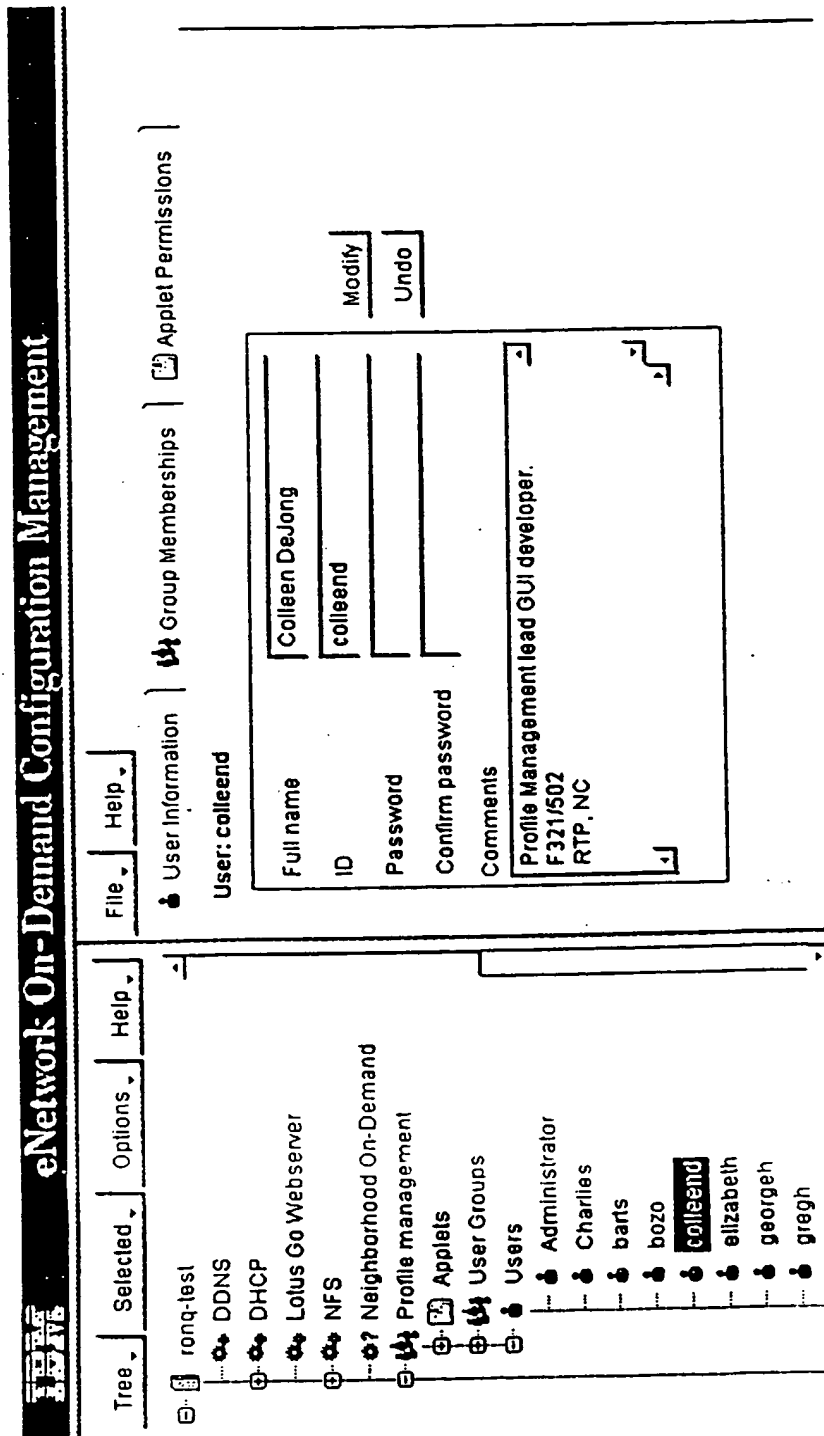 IBM
eNetwork On-Demand Configuration Management
Tree Selected Options Help
ronq-test
DDNS
DHCP
Lotus Go Webserver
NFS
? Neighborhood On-Demand
Profile management
Applets
User Groups
Users
Administrator
Charlies
barts
bozo
colleend
elizabeth
georgeh
gregh
File Help
User Information Group Memberships Applet Permissions
User: colleend
Full name Colleen DeJong
ID colleend
Modify
Password
Undo
Confirm password
Comments
Profile Management lead GUI developer.
F321/502
RTP, NC